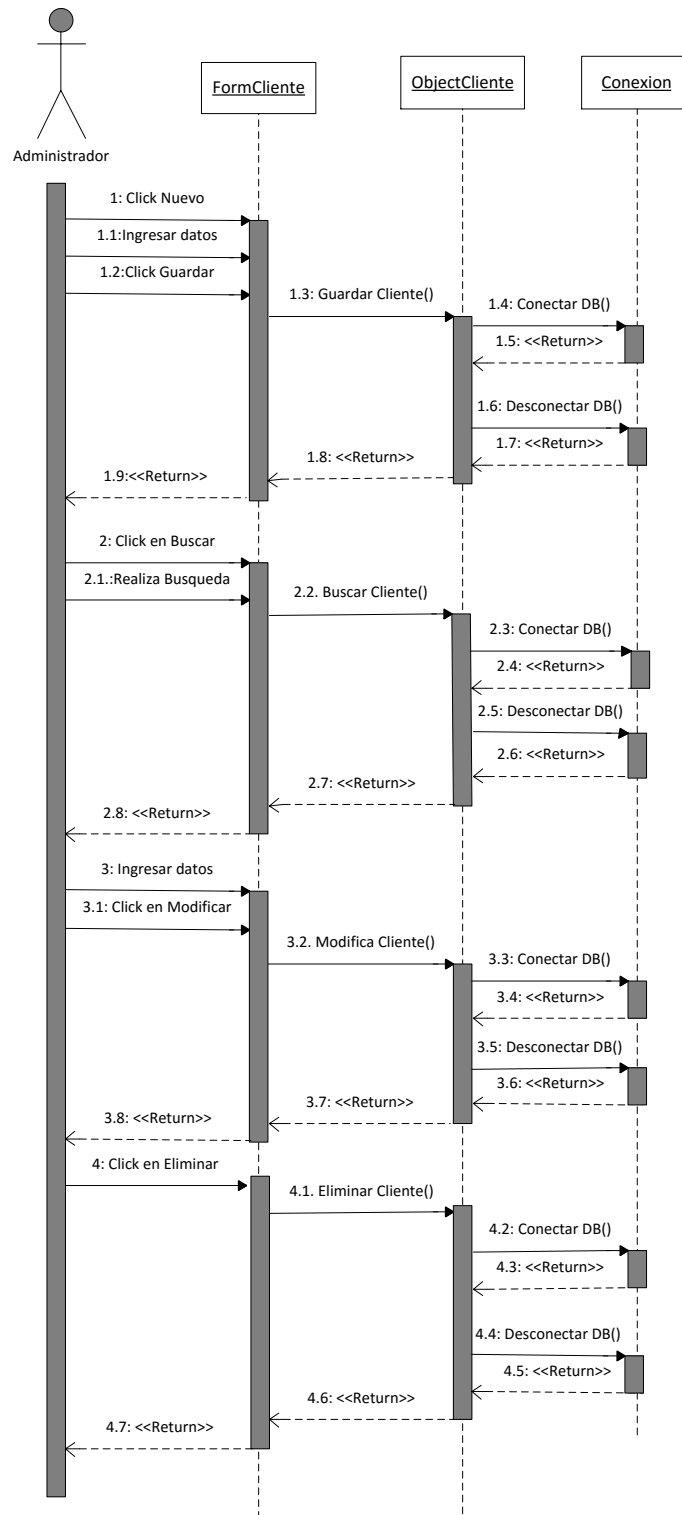 FormCliente
ObjectCliente
Conexion
Administrador
1: Click Nuevo
1.1:Ingresar datos
1.2:Click Guardar
1.3: Guardar Cliente()
1.4: Conectar DB()
1.5: <<Return>>
1.6: Desconectar DB()
1.7: <<Return>>
1.8: <<Return>>
1.9:<<Return>>
2: Click en Buscar
2.1.:Realiza Busqueda
2.2. Buscar Cliente()
2.3: Conectar DB()
2.4: <<Return>>
2.5: Desconectar DB()
2.6: <<Return>>
2.7: <<Return>>
2.8: <<Return>>
3: Ingresar datos
3.1: Click en Modificar
3.2. Modifica Cliente()
3.3: Conectar DB()
3.4: <<Return>>
3.5: Desconectar DB()
3.6: <<Return>>
3.7: <<Return>>
3.8: <<Return>>
4: Click en Eliminar
4.1. Eliminar Cliente()
4.2: Conectar DB()
4.3: <<Return>>
4.4: Desconectar DB()
4.5: <<Return>>
4.6: <<Return>>
4.7: <<Return>>